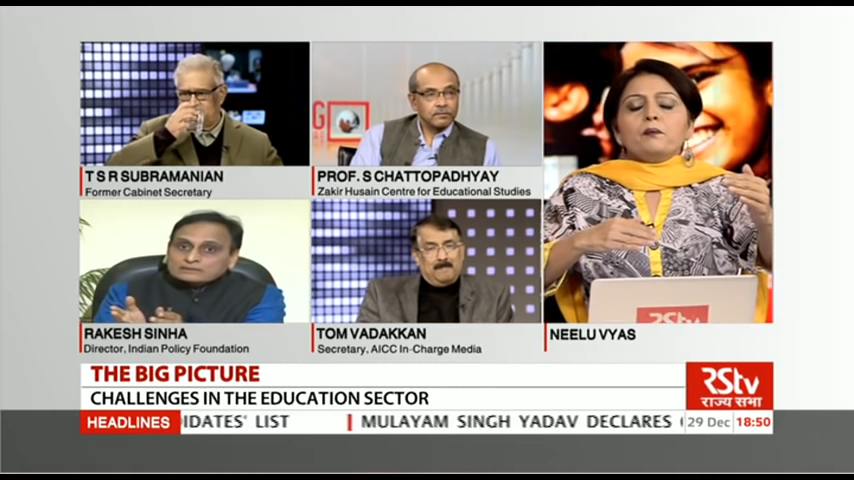 T S R SUBRAMANIAN
Former Cabinet Secretary
PROF. S CHATTOPADHYAY
Zakir Husain Centre for Educational Studies
RAKESH SINHA
Director, Indian Policy Foundation
TOM VADAKKAN
Secretary, AICC In-Charge Media
NEELU VYAS
RSTV
THE BIG PICTURE
CHALLENGES IN THE EDUCATION SECTOR
RSTV
राज्य सभा
HEADLINES
IDATES' LIST
MULAYAM SINGH YADAV DECLARES
29 Dec
18:50